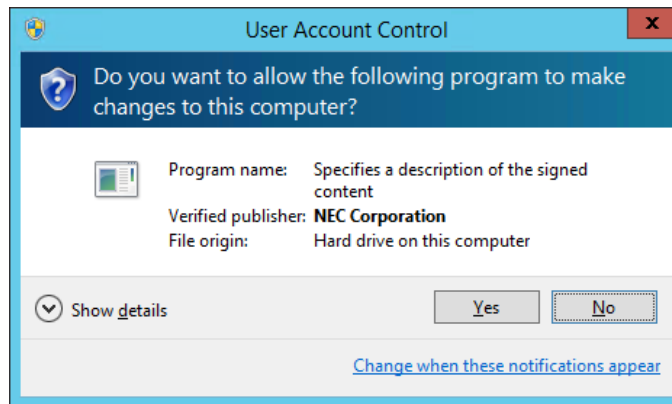 User Account Control
x
Do you want to allow the following program to make
changes to this computer?
Program name: Specifies a description of the signed
content
Verified publisher: NEC Corporation
File origin: Hard drive on this computer
Show details
Yes No
Change when these notifications appear